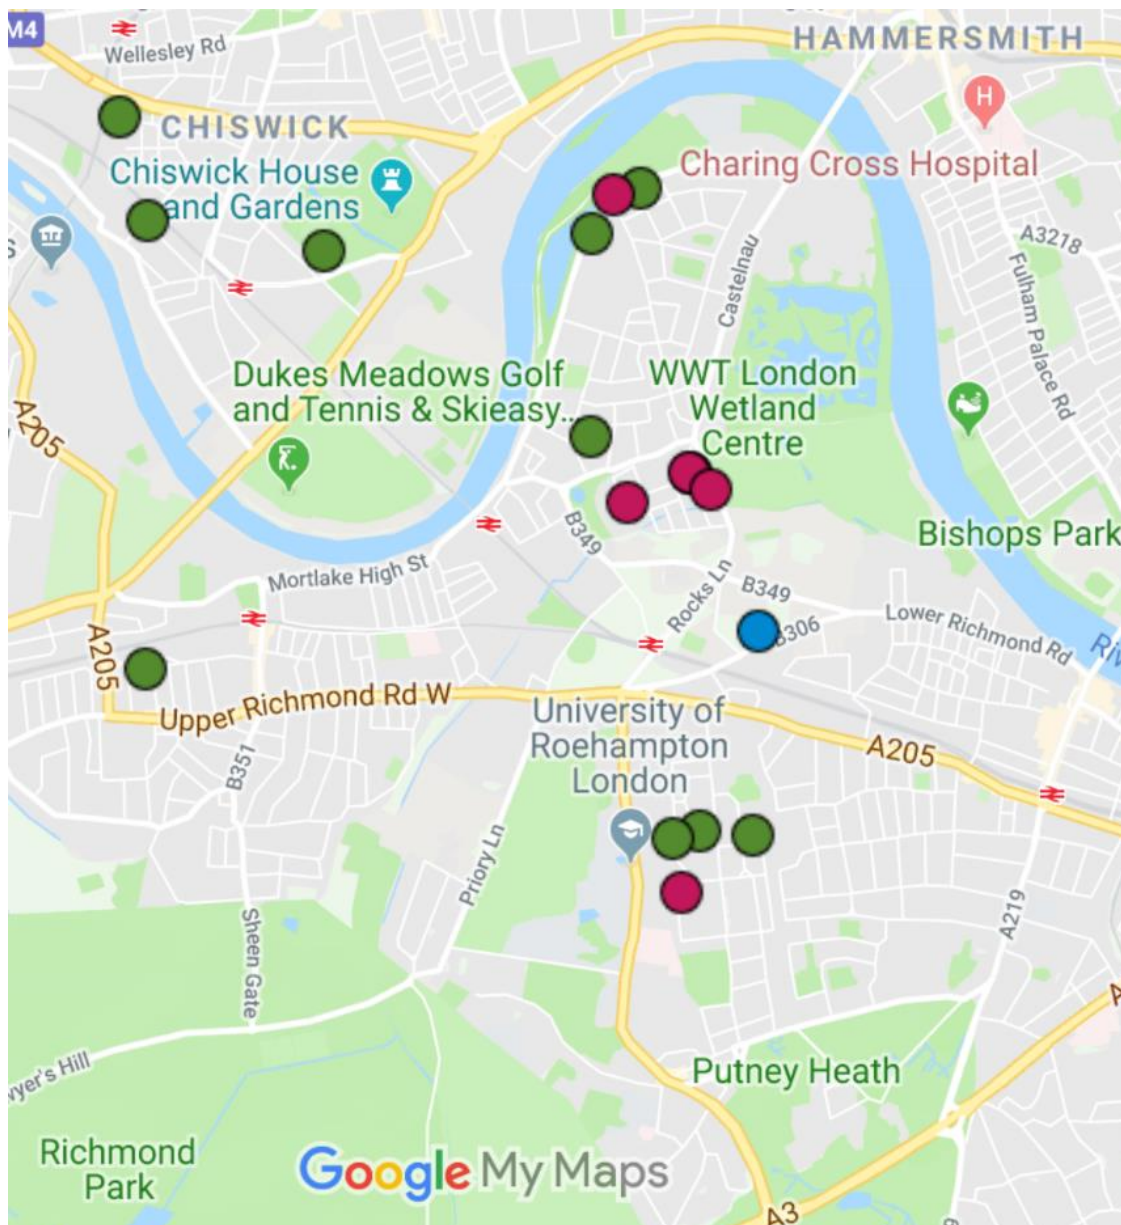 M4
Wellesley Rd
HAMMERSMITH
H
CHISWICK
Charing Cross Hospital
Chiswick House
and Gardens
A3218
Castelnau
Fulham Palace Rd
Dukes Meadows Golf
and Tennis & Skieasy...
WWT London
Wetland
Centre
A205
B349
Bishops Park
Mortlake High St
Rocks Ln
B349
B306
Lower Richmond Rd
Riv
A205
Upper Richmond Rd W
University of
Roehampton
London
A205
B351
Priory Ln
A219
Sheen Gate
A
wyer's Hill
Putney Heath
Richmond
Park
Google My Maps
A3